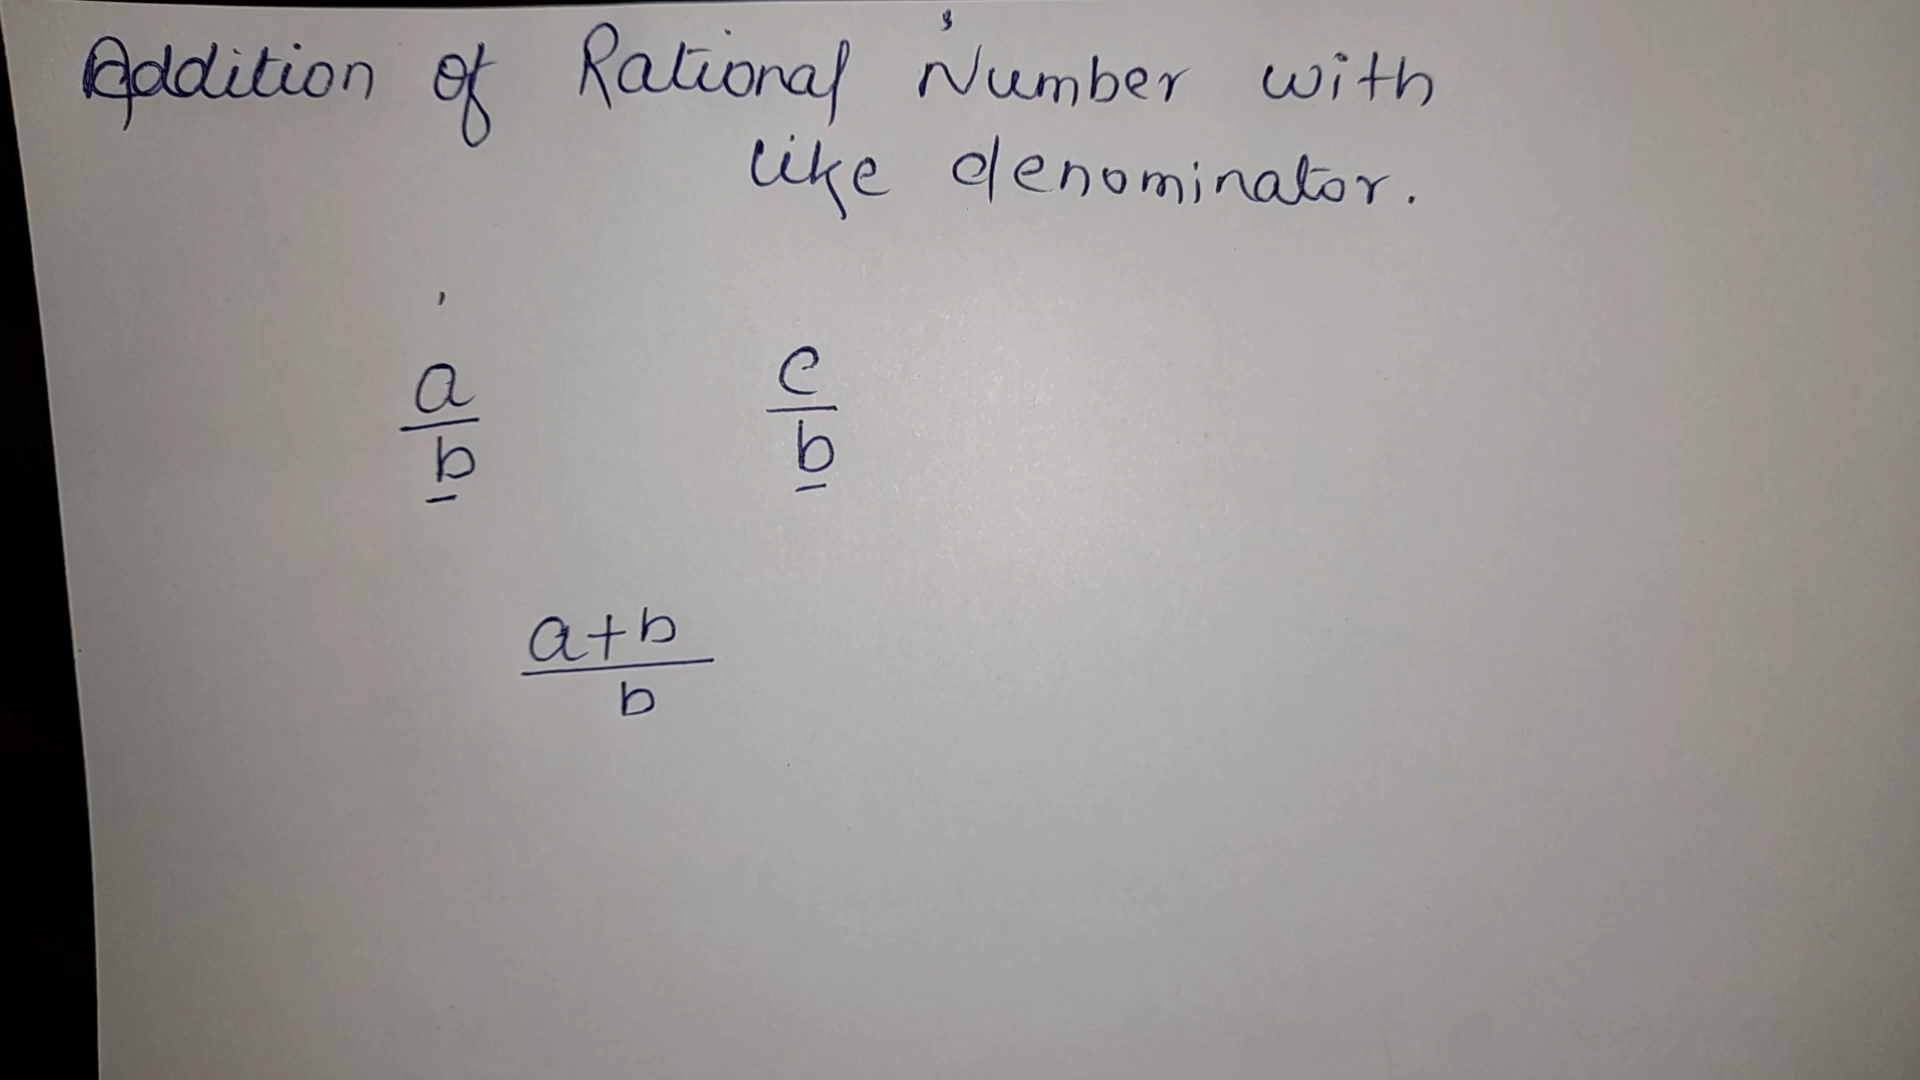 Addition of Rational Number with
like denominator.
a c
b b
a+b
b